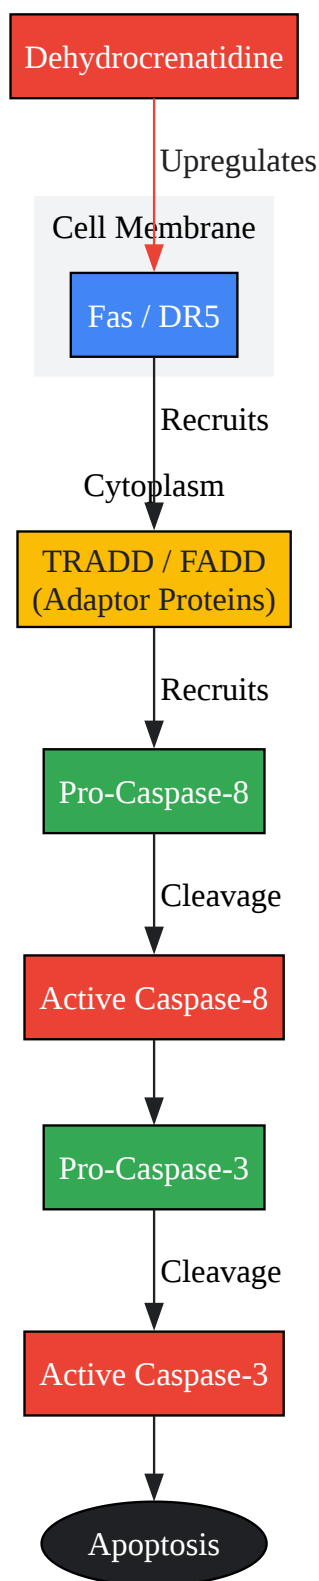 Dehydrocrenatidine
Upregulates
Cell Membrane
Fas / DR5
Recruits
Cytoplasm
TRADD / FADD
(Adaptor Proteins)
Recruits
Pro-Caspase-8
Cleavage
Active Caspase-8
Pro-Caspase-3
Cleavage
Active Caspase-3
Apoptosis